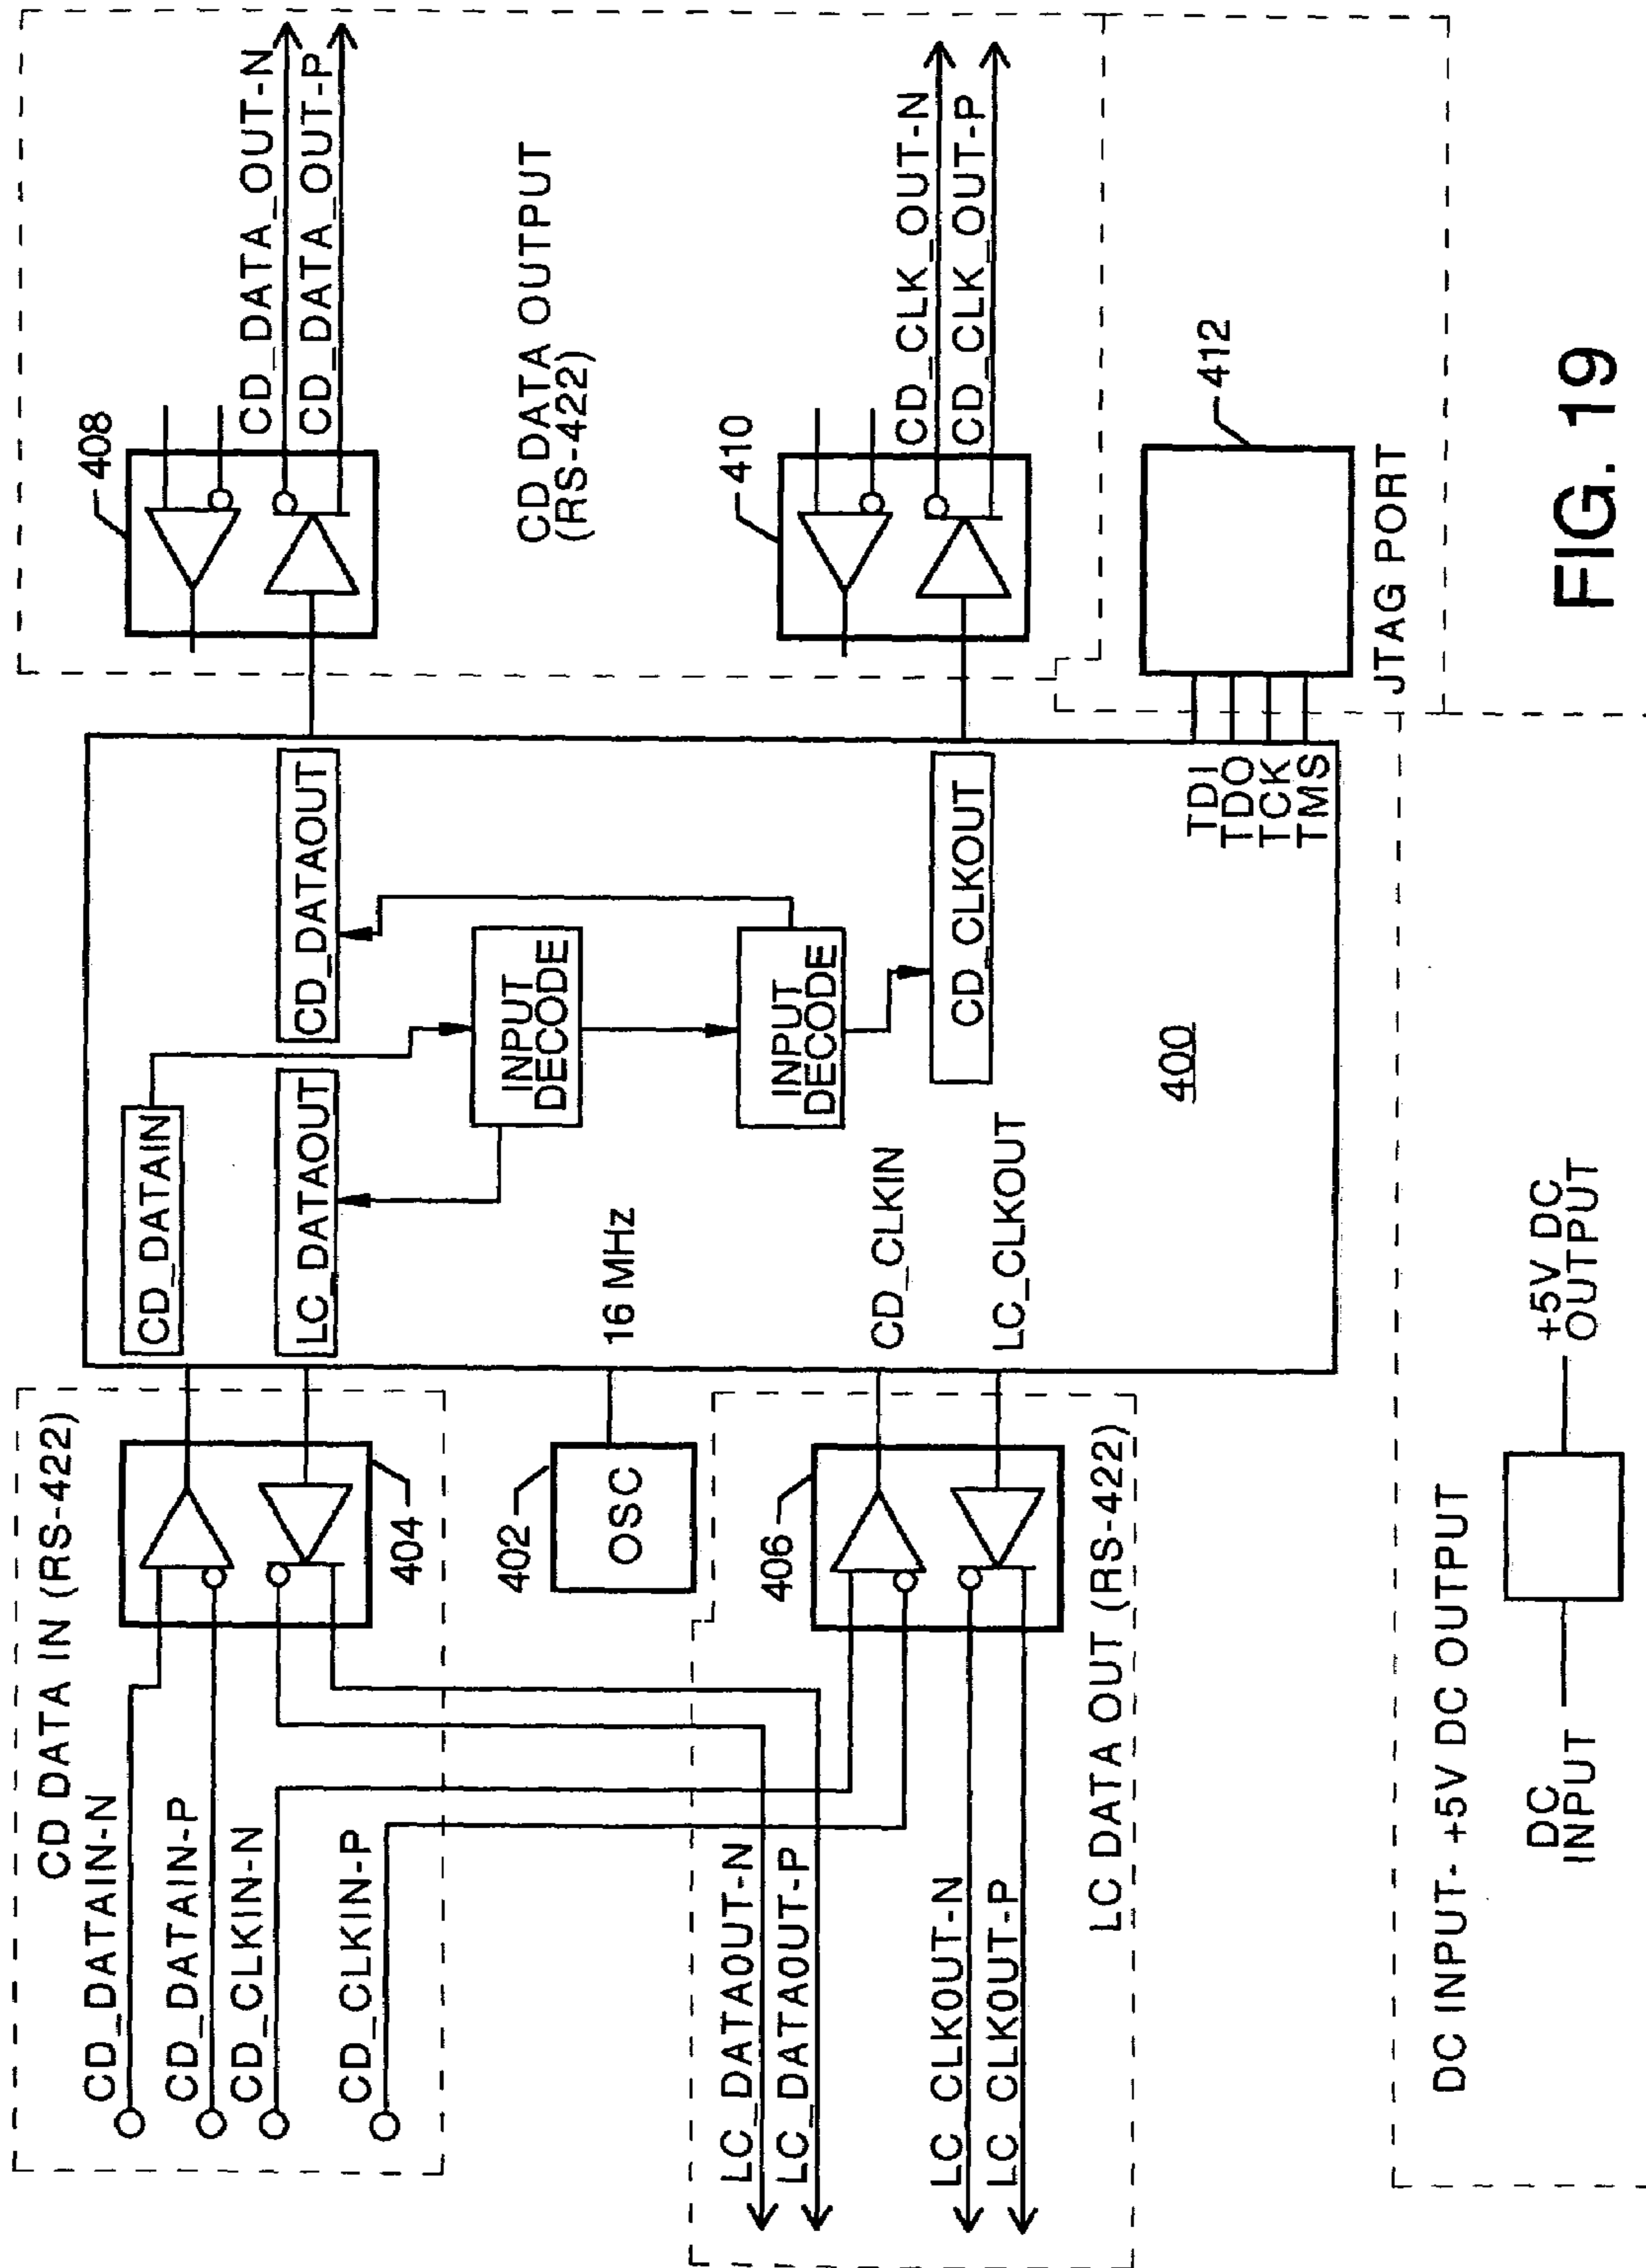 CD DATA IN (RS-422)
CD_DATAIN-N
CD_DATAIN-P
CD_CLKIN-N
CD_CLKIN-P
404
402
OSC
406
LC_DATAOUT-N
LC_DATAOUT-P
LC_CLKOUT-N
LC_CLKOUT-P
LC DATA OUT (RS-422)
CD_DATAIN
LC_DATAOUT
CD_DATAOUT
16 MHz
INPUT
DECODE
INPUT
DECODE
CD_CLKIN
LC_CLKOUT
CD_CLKOUT
400
TDI
TDO
TCK
TMS
408
CD_DATA_OUT-N
CD_DATA_OUT-P
CD DATA OUTPUT
(RS-422)
410
CD_CLK_OUT-N
CD_CLK_OUT-P
412
JTAG PORT
DC INPUT- +5V DC OUTPUT
DC
INPUT
+5V DC
OUTPUT
FIG. 19